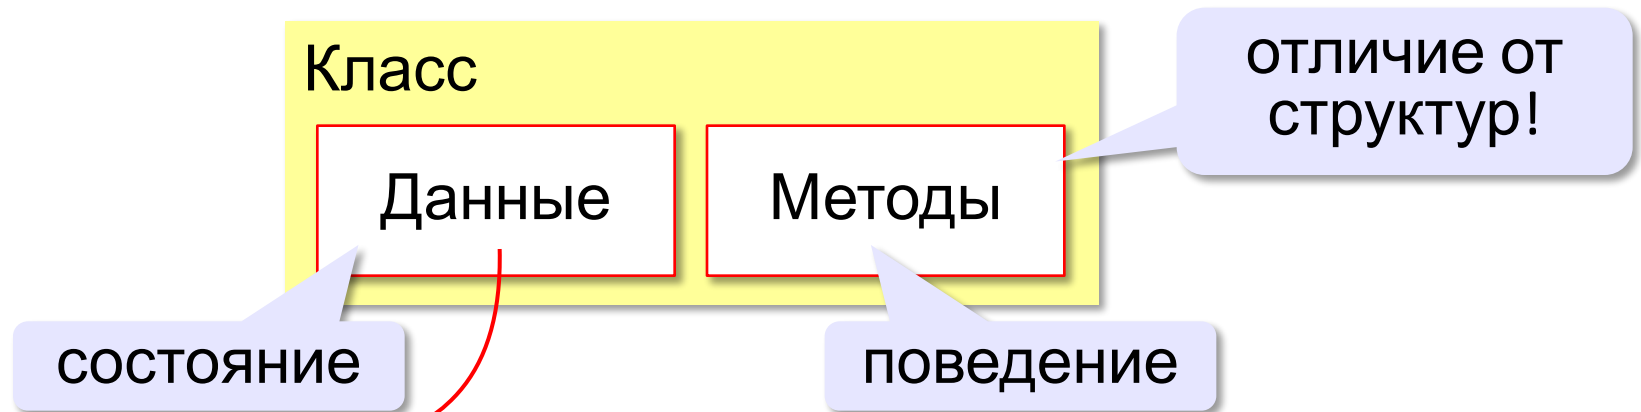 Класс
отличие от
структур!
Данные
Методы
состояние
поведение